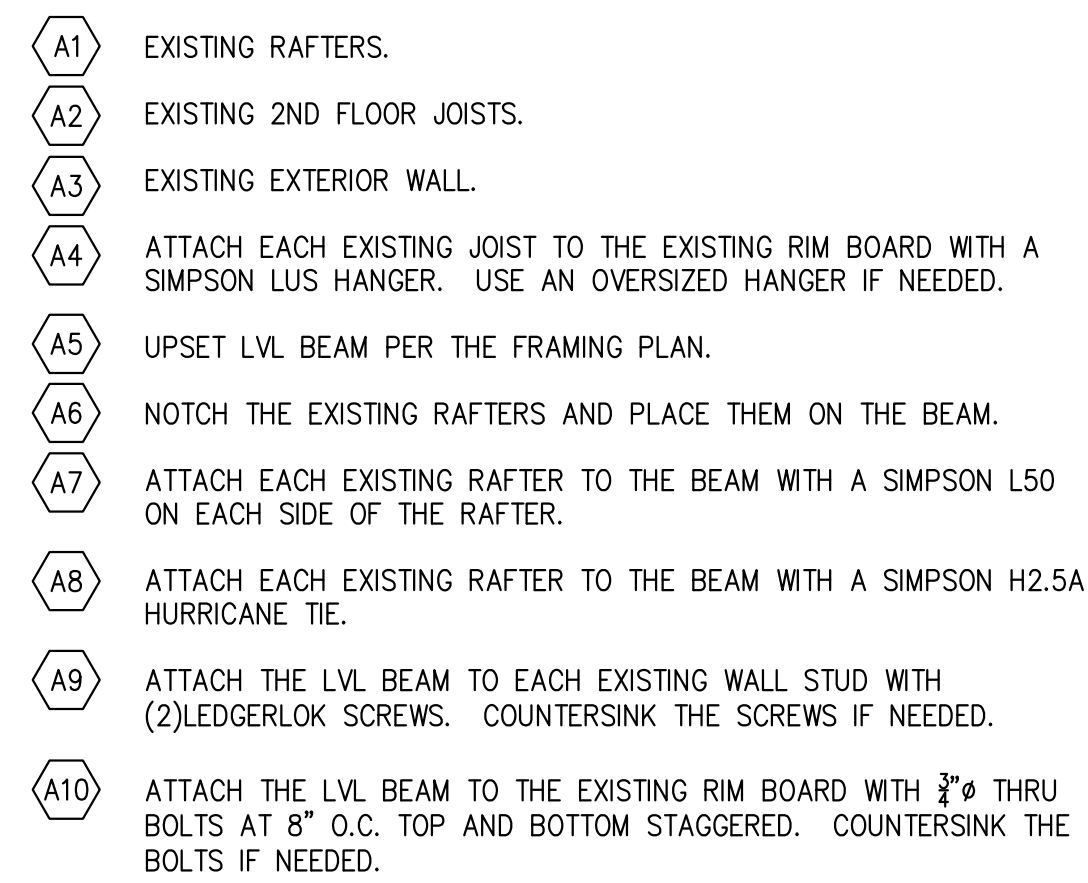 A1 EXISTING RAFTERS.
A2 EXISTING 2ND FLOOR JOISTS.
A3 EXISTING EXTERIOR WALL.
A4 ATTACH EACH EXISTING JOIST TO THE EXISTING RIM BOARD WITH A
SIMPSON LUS HANGER. USE AN OVERSIZED HANGER IF NEEDED.
A5 UPSET LVL BEAM PER THE FRAMING PLAN.
A6 NOTCH THE EXISTING RAFTERS AND PLACE THEM ON THE BEAM.
A7 ATTACH EACH EXISTING RAFTER TO THE BEAM WITH A SIMPSON L50
ON EACH SIDE OF THE RAFTER.
A8 ATTACH EACH EXISTING RAFTER TO THE BEAM WITH A SIMPSON H2.5A
HURRICANE TIE.
A9 ATTACH THE LVL BEAM TO EACH EXISTING WALL STUD WITH
(2)LEDGERLOK SCREWS. COUNTERSINK THE SCREWS IF NEEDED.
A10 ATTACH THE LVL BEAM TO THE EXISTING RIM BOARD WITH 3/4"ø THRU
BOLTS AT 8" O.C. TOP AND BOTTOM STAGGERED. COUNTERSINK THE
BOLTS IF NEEDED.